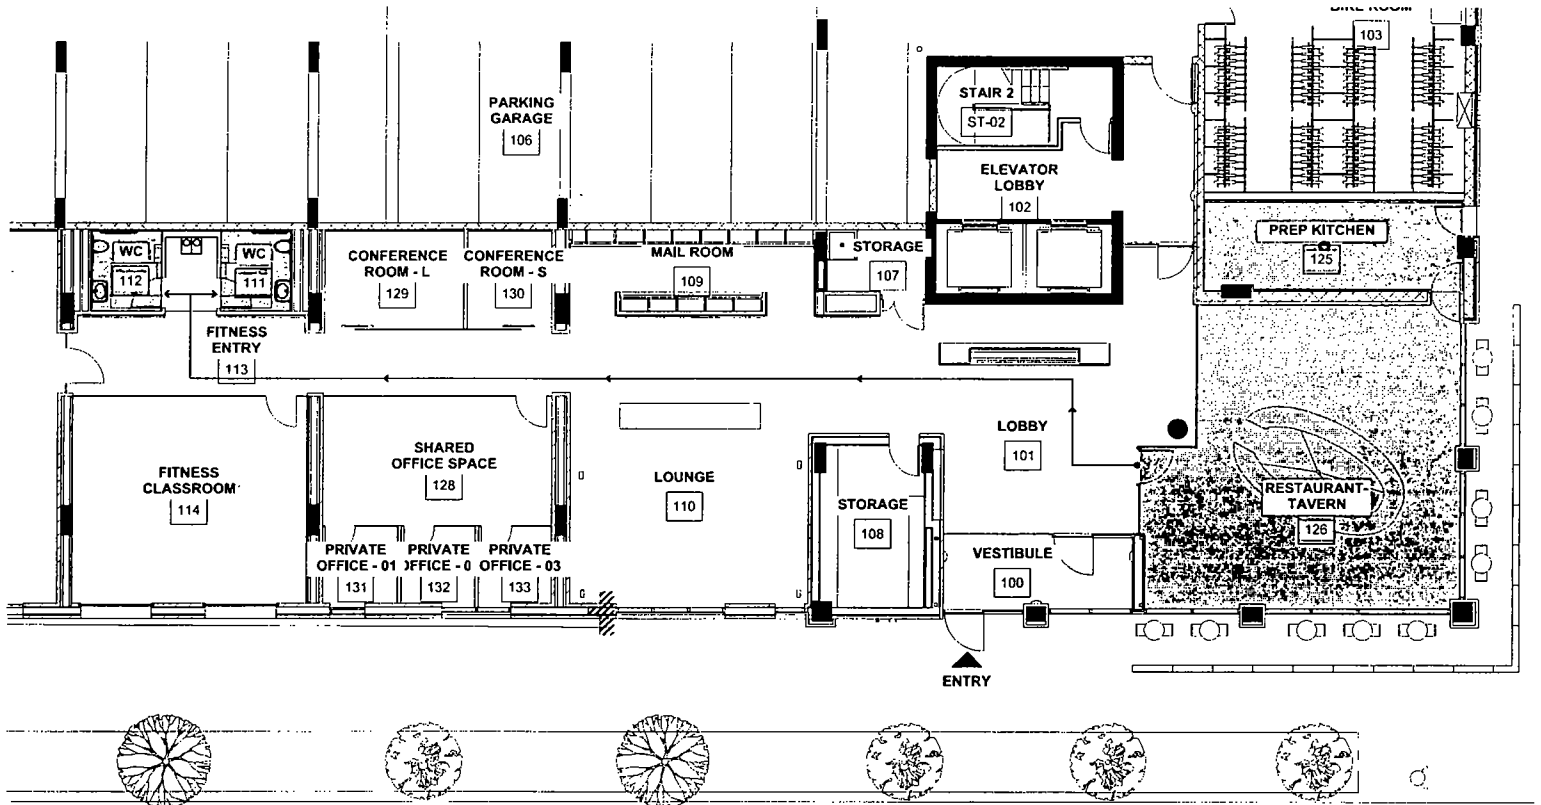 BIKE ROOM
103
PARKING
GARAGE
106
STAIR 2
ST-02
ELEVATOR
LOBBY
102
PREP KITCHEN
125
WC
112
WC
111
CONFERENCE
ROOM - L
129
CONFERENCE
ROOM - S
130
MAIL ROOM
109
STORAGE
107
FITNESS
ENTRY
113
FITNESS
CLASSROOM
114
SHARED
OFFICE SPACE
128
LOUNGE
110
STORAGE
108
LOBBY
101
RESTAURANT-
TAVERN
126
PRIVATE
OFFICE - 01
131
PRIVATE
OFFICE - 0
132
PRIVATE
OFFICE - 03
133
VESTIBULE
100
ENTRY